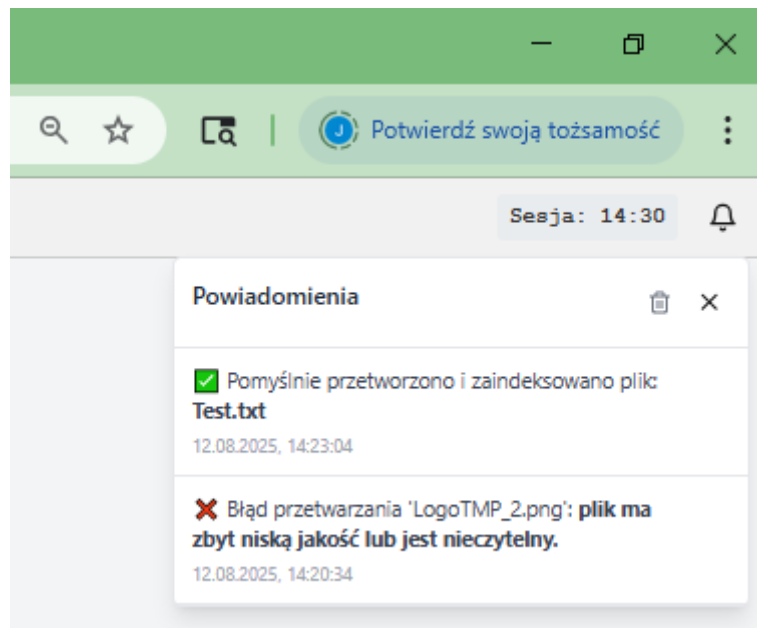 J Potwierdź swoją tożsamość
Sesja: 14:30
Powiadomienia
Pomyślnie przetworzono i zaindeksowano plik:
Test.txt
12.08.2025, 14:23:04
Błąd przetwarzania 'LogoTMP_2.png': plik ma
zbyt niską jakość lub jest nieczytelny.
12.08.2025, 14:20:34